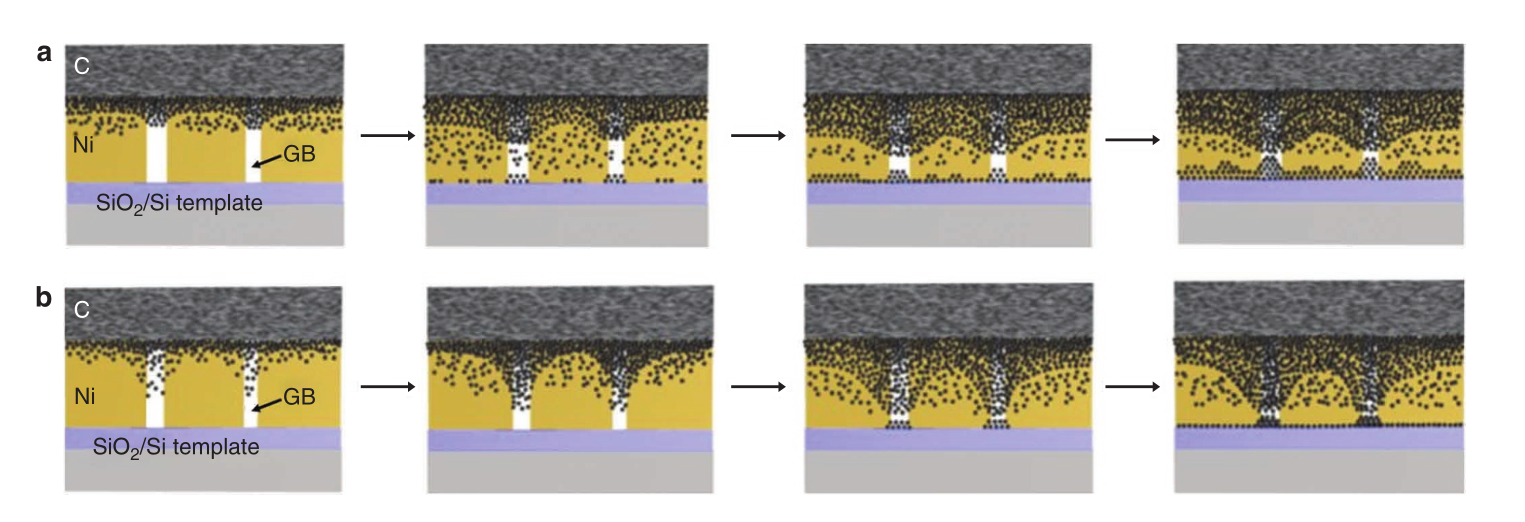 a
C
Ni
GB
SiO₂/Si template
b
C
Ni
GB
SiO₂/Si template